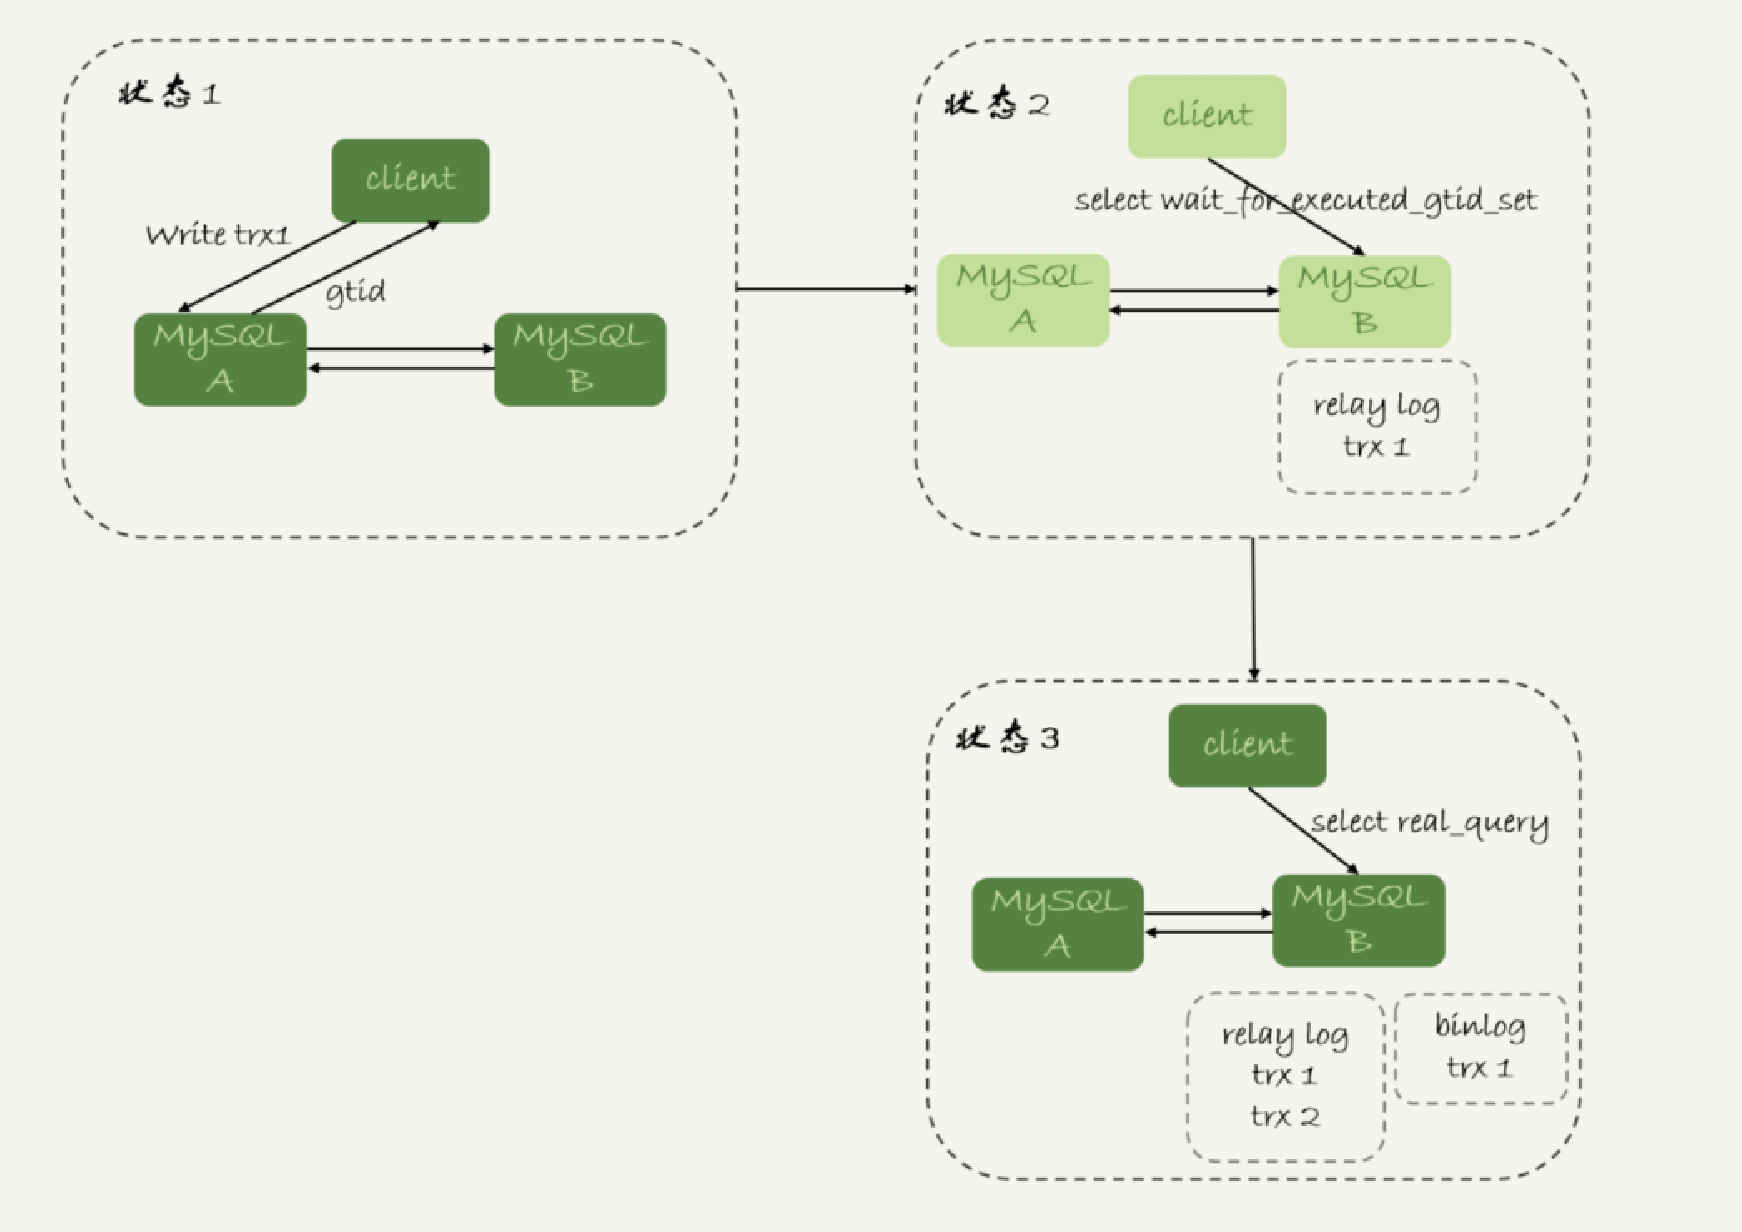 状态1
client
Write trx1
gtid
MySQL
A
MySQL
B
状态2
client
select wait_for_executed_gtid_set
MySQL
A
MySQL
B
relay log
trx 1
状态3
client
select real_query
MySQL
A
MySQL
B
relay log
trx 1
trx 2
binlog
trx 1